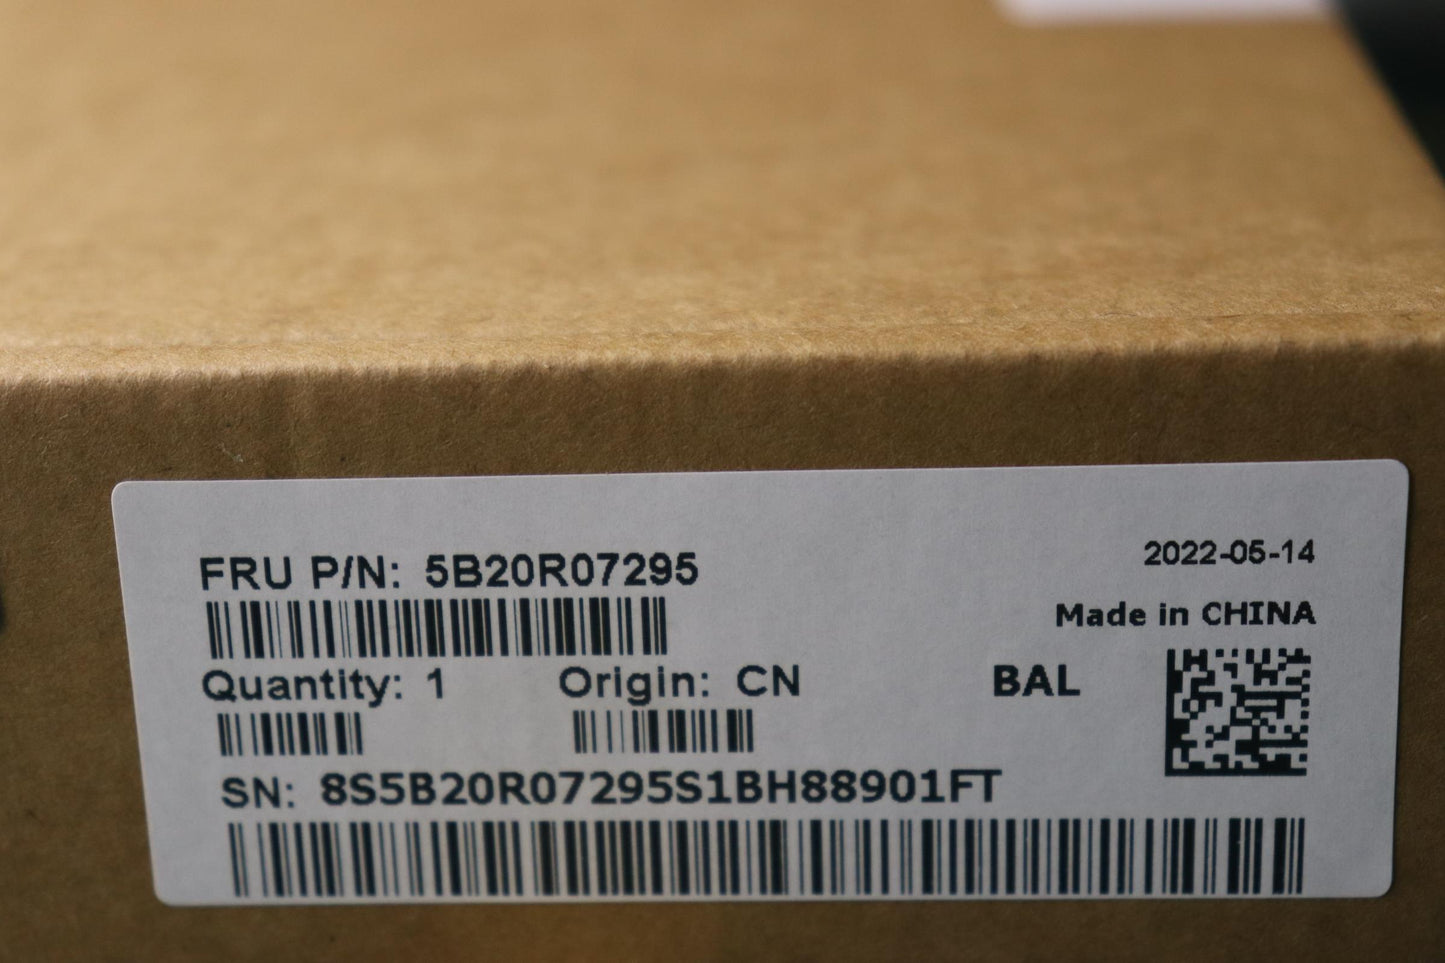 FRU P/N: 5B20R07295
2022-05-14
Made in CHINA
Quantity: 1
Origin: CN
BAL
SN: 8S5B20R07295S1BH88901FT